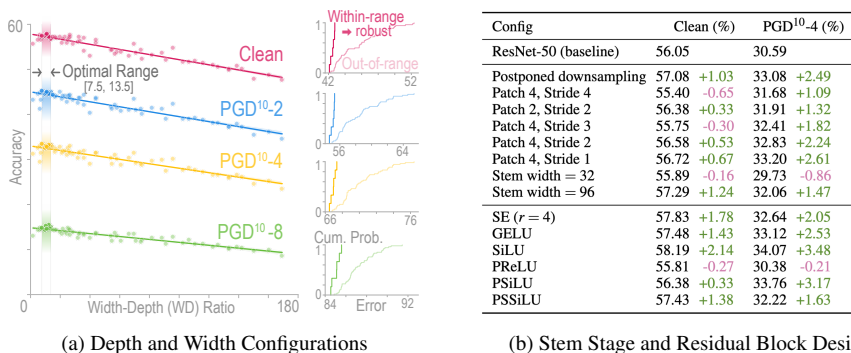 60
Clean
Optimal Range
[7.5, 13.5]
PGD¹⁰-2
PGD¹⁰-4
PGD¹⁰-8
Accuracy
0
Width-Depth (WD) Ratio
180
Within-range
robust
Out-of-range
1
0
42
52
1
0
56
64
1
0
66
76
Cum. Prob.
1
0
84
Error
92
(a) Depth and Width Configurations
Config Clean (%) PGD¹⁰-4 (%)
ResNet-50 (baseline) 56.05 30.59
Postponed downsampling 57.08 +1.03 33.08 +2.49
Patch 4, Stride 4 55.40 -0.65 31.68 +1.09
Patch 2, Stride 2 56.38 +0.33 31.91 +1.32
Patch 4, Stride 3 55.75 -0.30 32.41 +1.82
Patch 4, Stride 2 56.58 +0.53 32.83 +2.24
Patch 4, Stride 1 56.72 +0.67 33.20 +2.61
Stem width = 32 55.89 -0.16 29.73 -0.86
Stem width = 96 57.29 +1.24 32.06 +1.47
SE (r = 4) 57.83 +1.78 32.64 +2.05
GELU 57.48 +1.43 33.12 +2.53
SiLU 58.19 +2.14 34.07 +3.48
PReLU 55.81 -0.27 30.38 -0.21
PSiLU 56.38 +0.33 33.76 +3.17
PSSiLU 57.43 +1.38 32.22 +1.63
(b) Stem Stage and Residual Block Desi